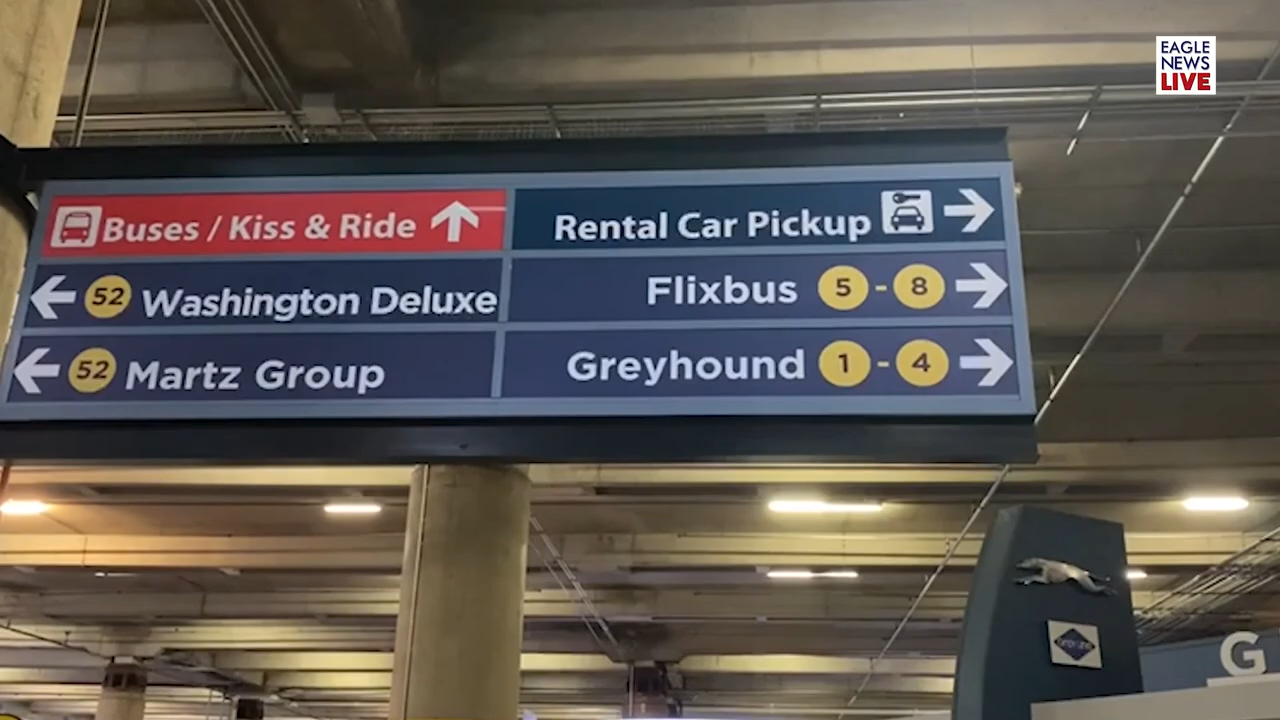 EAGLE
NEWS
LIVE
Buses / Kiss & Ride
Rental Car Pickup
52 Washington Deluxe
Flixbus 5 - 8
52 Martz Group
Greyhound 1 - 4
G